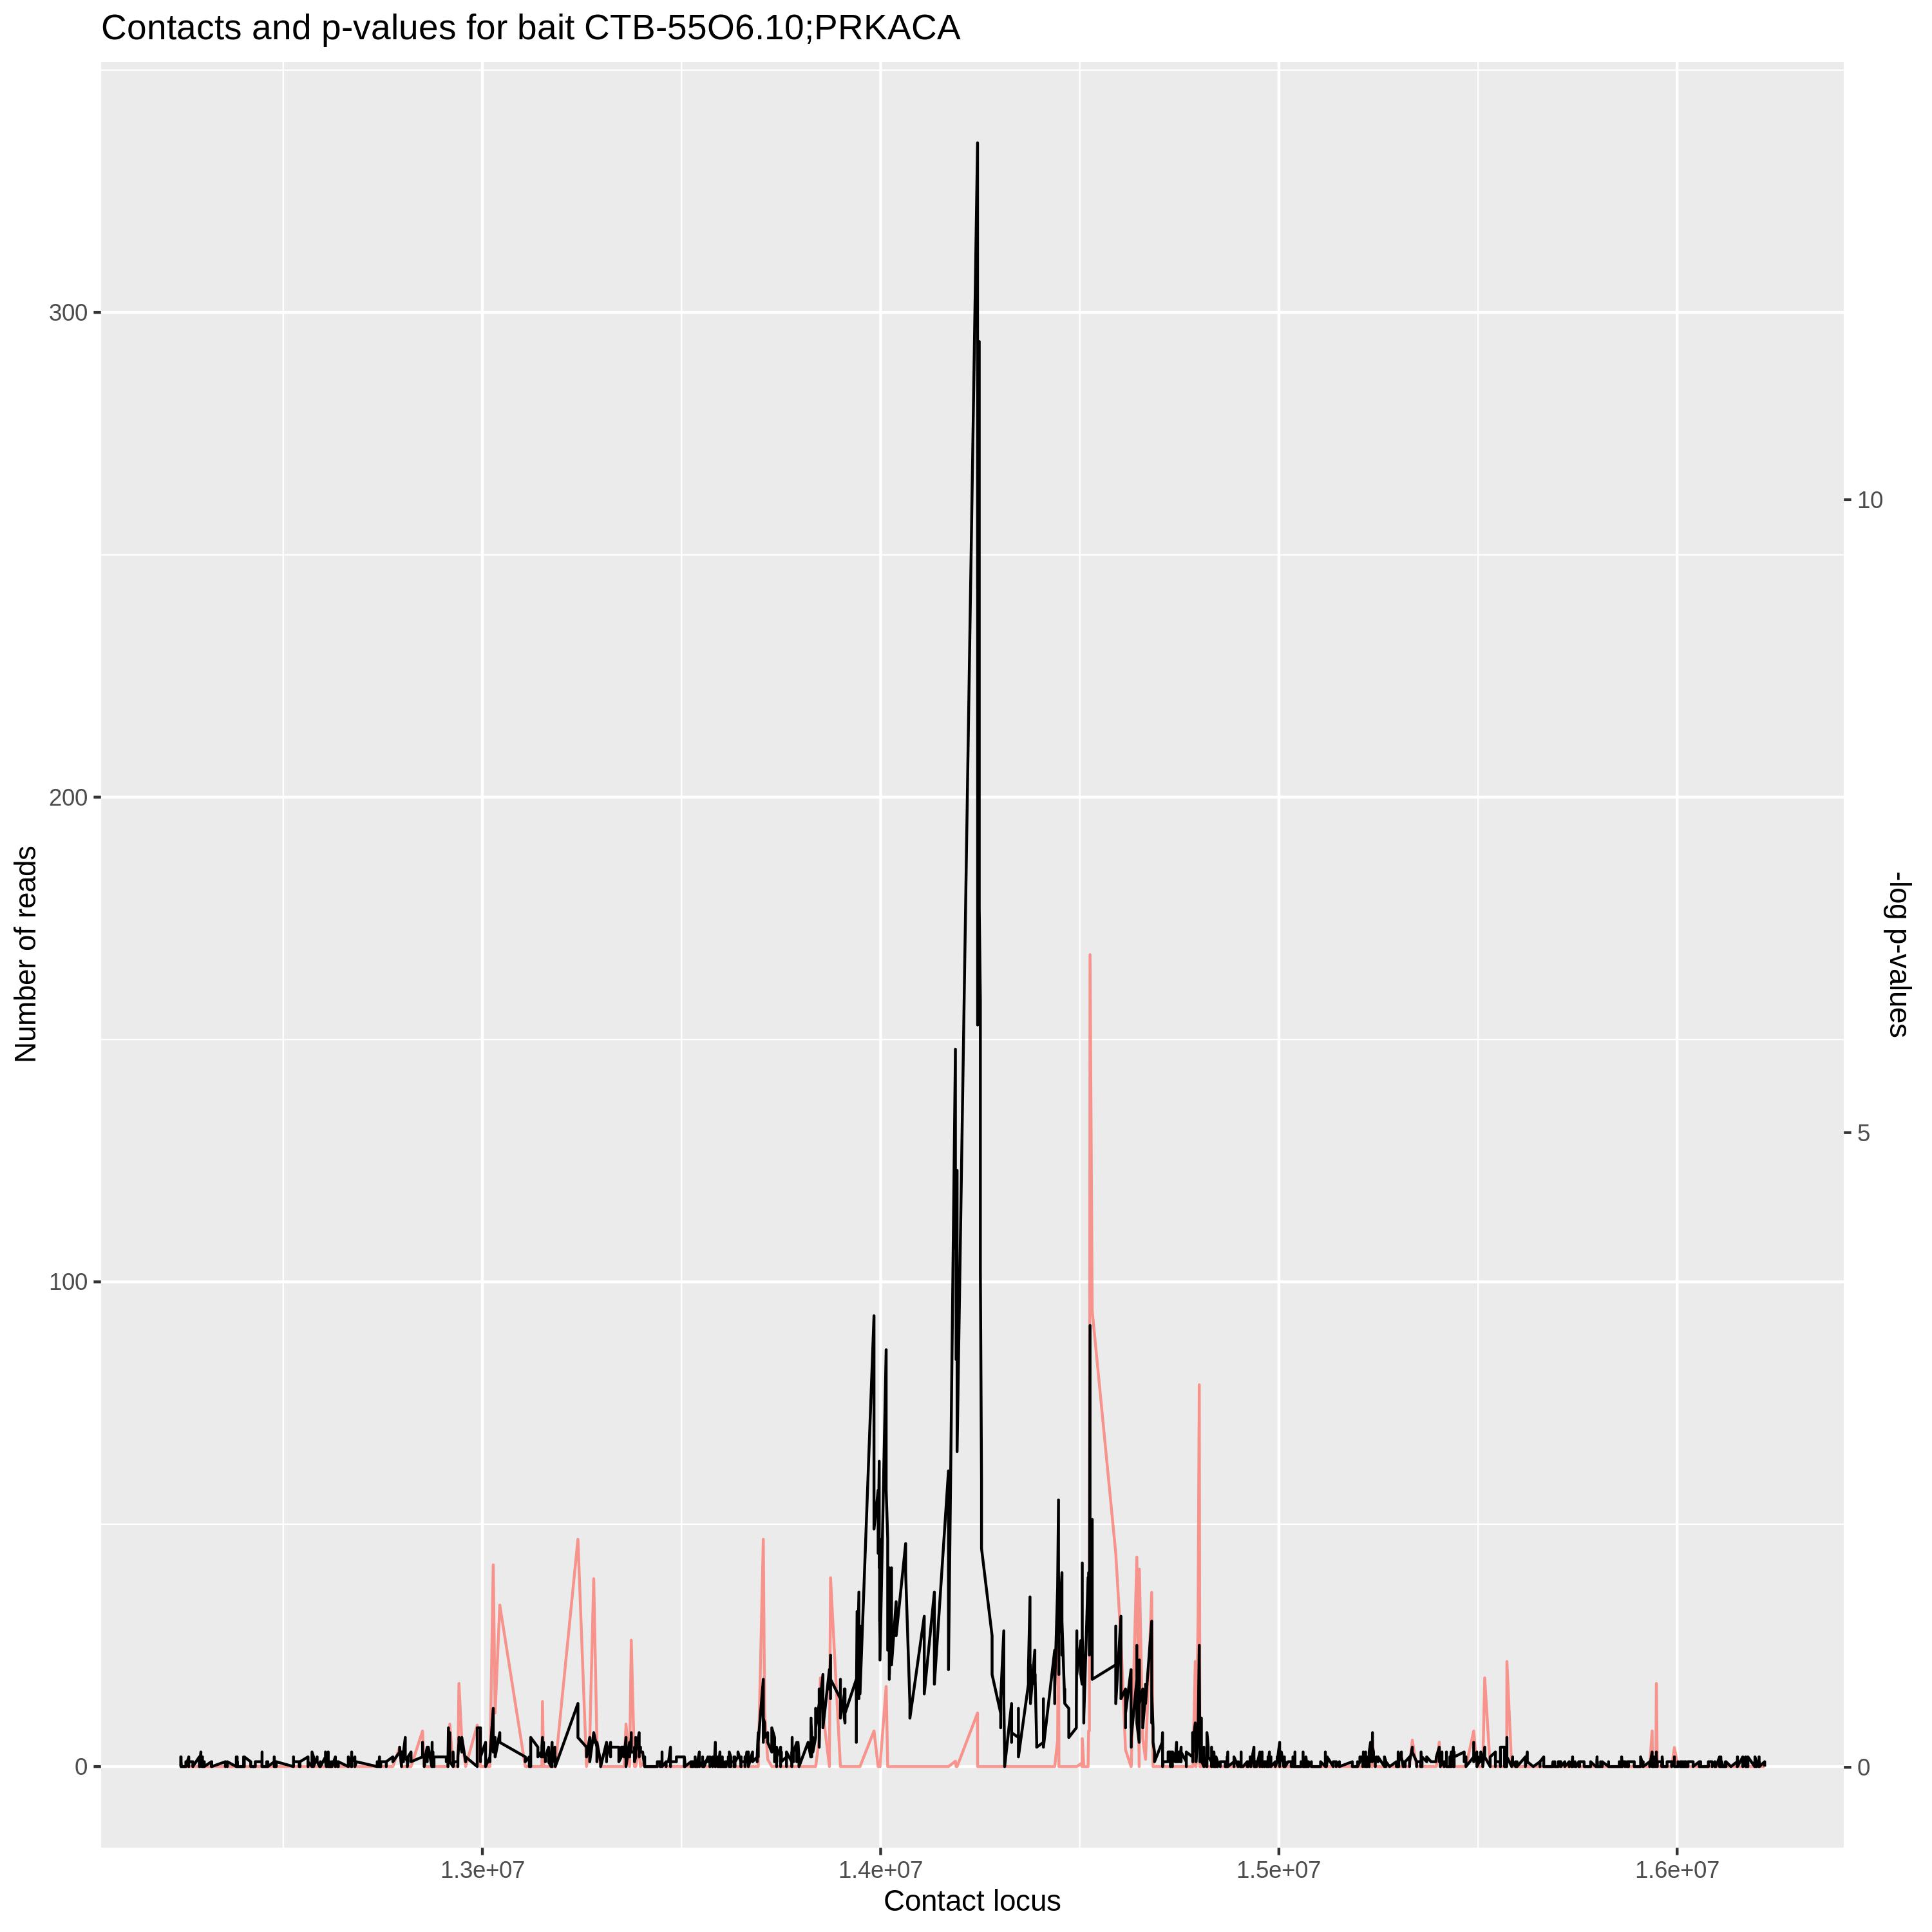 Contacts and p-values for bait CTB-55O6.10;PRKACA
300
200
100
0
Number of reads
10
5
0
-log p-values
1.3e+07
1.4e+07
1.5e+07
1.6e+07
Contact locus